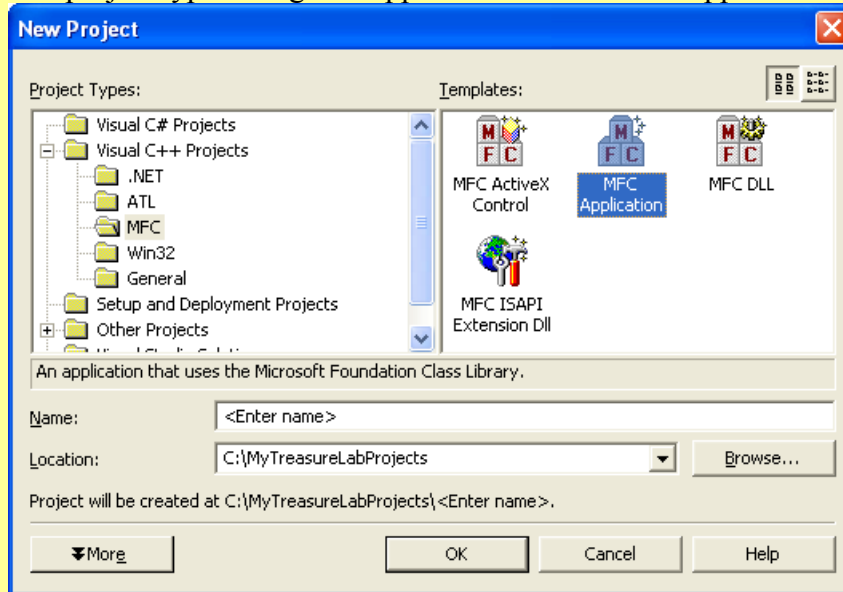 New Project
Project Types:
Templates:
Visual C# Projects
Visual C++ Projects
.NET
ATL
MFC
Win32
General
Setup and Deployment Projects
Other Projects
MFC ActiveX
Control
MFC
Application
MFC DLL
MFC ISAPI
Extension Dll
An application that uses the Microsoft Foundation Class Library.
Name:
<Enter name>
Location:
C:\MyTreasureLabProjects
Browse...
Project will be created at C:\MyTreasureLabProjects\<Enter name>.
More
OK
Cancel
Help